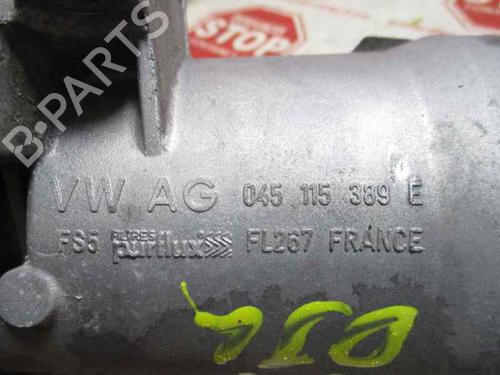 STOP
B-PARTS
VW AG 045 115 389 E
FS5 FILTRES purflux FL267 FRANCE